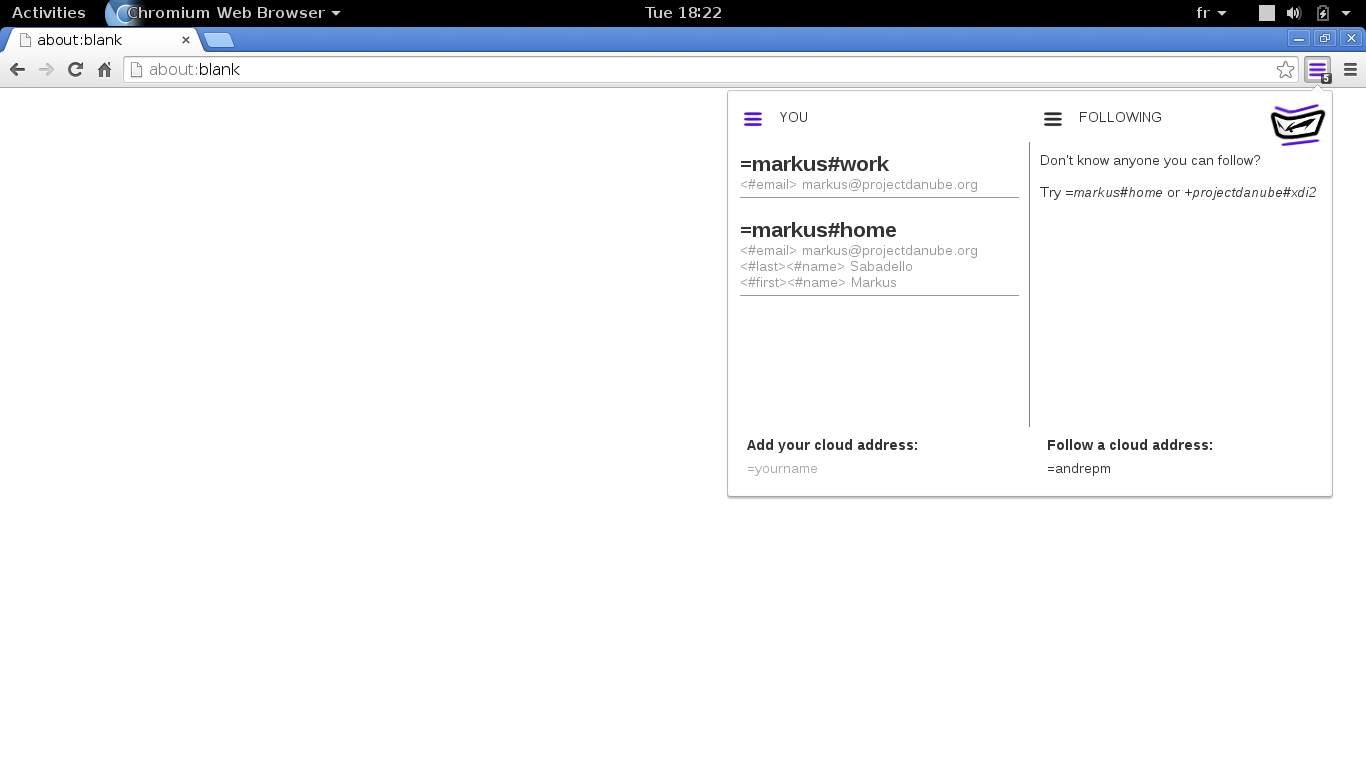 Activities Chromium Web Browser Tue 18:22 fr
about:blank
about:blank
5
YOU
=markus#work
<#email> markus@projectdanube.org
=markus#home
<#email> markus@projectdanube.org
<#last><#name> Sabadello
<#first><#name> Markus
Add your cloud address:
=yourname
FOLLOWING
Don't know anyone you can follow?
Try =markus#home or +projectdanube#xdi2
Follow a cloud address:
=andrepm